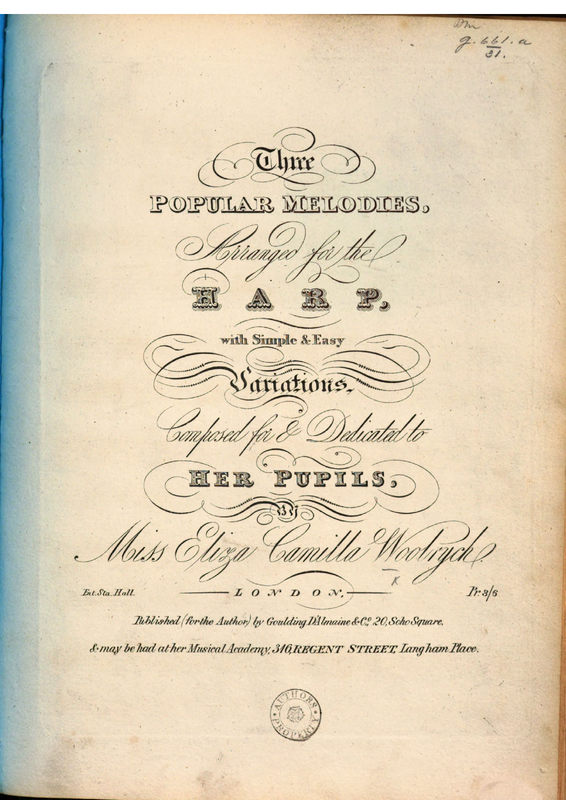 g. 661. a
31.
Three
POPULAR MELODIES,
Arranged for the
HARP,
with Simple & Easy
Variations,
Composed for & Dedicated to
HER PUPILS,
BY
Miss Eliza Camilla Woolrych.
Ent. Sta. Hall.
LONDON,
Pr. 3/6
Published (for the Author) by Goulding D'Almaine & Co. 20, Soho Square,
& may be had at her Musical Academy, 316, REGENT STREET, Langham Place.
AUTHORS PROPERTY